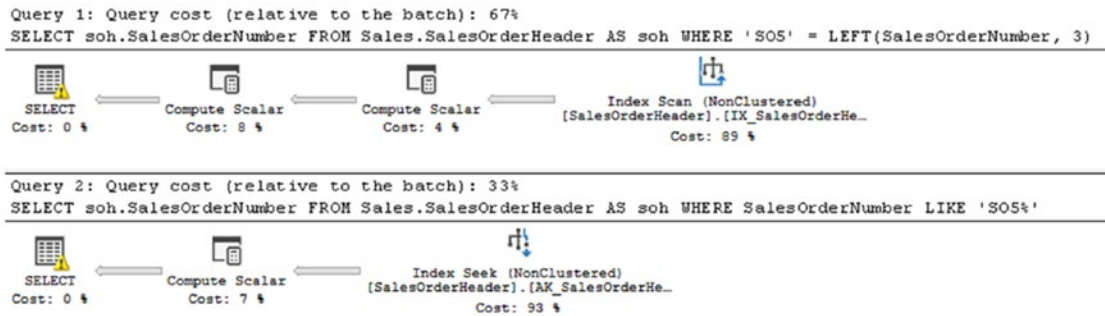 Query 1: Query cost (relative to the batch): 67%
SELECT soh.SalesOrderNumber FROM Sales.SalesOrderHeader AS soh WHERE 'SO5' = LEFT(SalesOrderNumber, 3)
SELECT
Cost: 0 %
Compute Scalar
Cost: 8 %
Compute Scalar
Cost: 4 %
Index Scan (NonClustered)
[SalesOrderHeader].[IX_SalesOrderHe…
Cost: 89 %
Query 2: Query cost (relative to the batch): 33%
SELECT soh.SalesOrderNumber FROM Sales.SalesOrderHeader AS soh WHERE SalesOrderNumber LIKE 'SO5%'
SELECT
Cost: 0 %
Compute Scalar
Cost: 7 %
Index Seek (NonClustered)
[SalesOrderHeader].[AK_SalesOrderHe…
Cost: 93 %